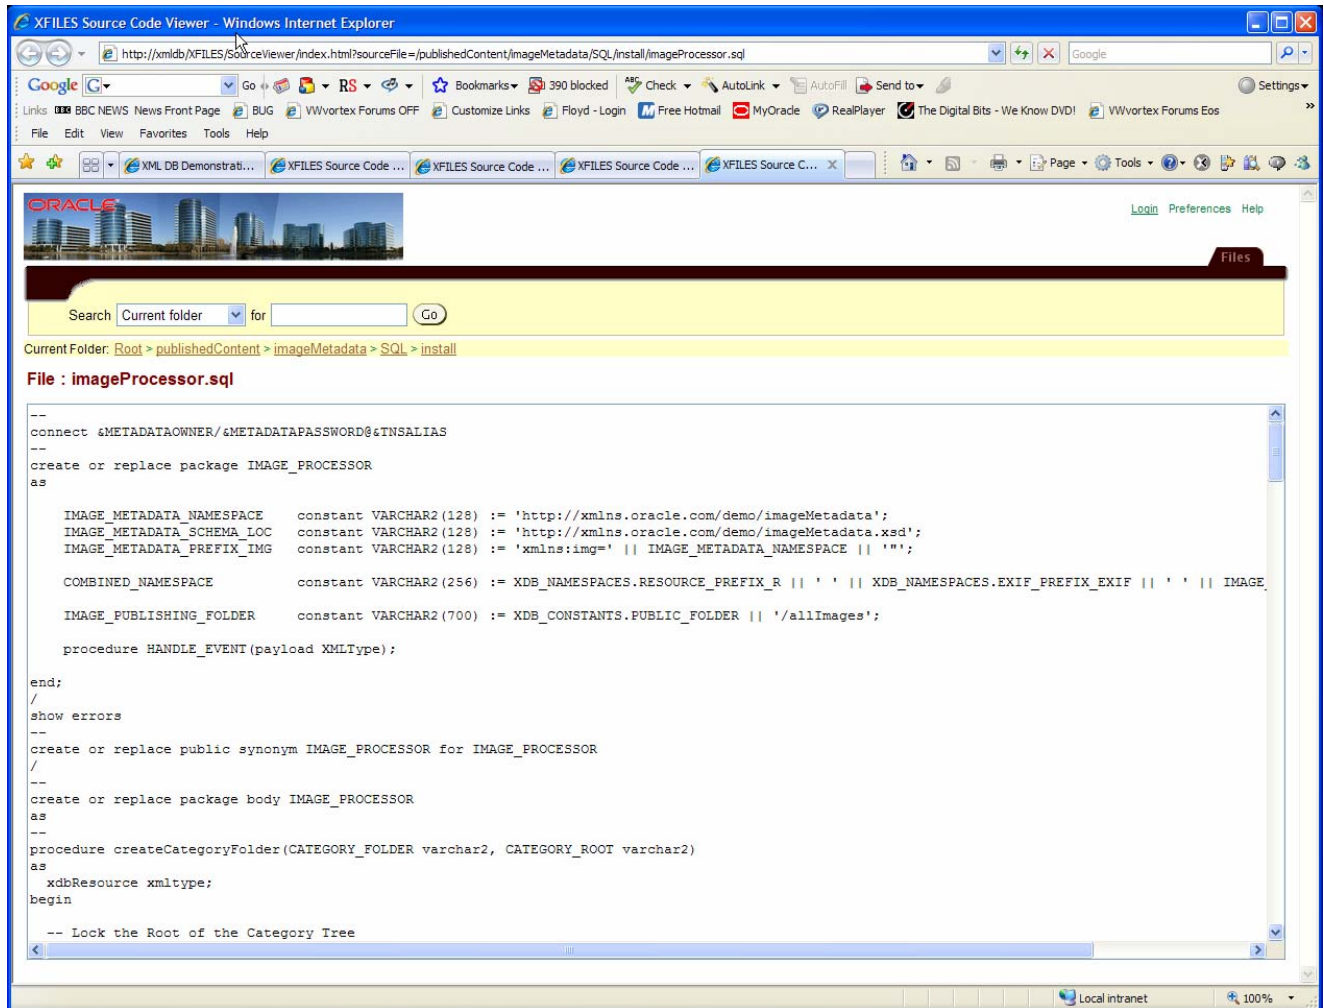 XFILES Source Code Viewer - Windows Internet Explorer
http://xmldb/XFILES/SourceViewer/index.html?sourceFile=/publishedContent/imageMetadata/SQL/install/imageProcessor.sql
Google
Google G Go RS Bookmarks 390 blocked Check AutoLink AutoFill Send to Settings
Links BBC NEWS News Front Page BUG VWvortex Forums OFF Customize Links Floyd - Login Free Hotmail MyOracle RealPlayer The Digital Bits - We Know DVD! VWvortex Forums Eos »
File Edit View Favorites Tools Help
XML DB Demonstrati... XFILES Source Code ... XFILES Source Code ... XFILES Source Code ... XFILES Source C... X Page Tools
ORACLE
Login Preferences Help
Files
Search Current folder for Go
Current Folder: Root > publishedContent > imageMetadata > SQL > install
File : imageProcessor.sql
--
connect &METADATAOWNER/&METADATAPASSWORD@&TNSALIAS
--
create or replace package IMAGE_PROCESSOR
as
IMAGE_METADATA_NAMESPACE constant VARCHAR2(128) := 'http://xmlns.oracle.com/demo/imageMetadata';
IMAGE_METADATA_SCHEMA_LOC constant VARCHAR2(128) := 'http://xmlns.oracle.com/demo/imageMetadata.xsd';
IMAGE_METADATA_PREFIX_IMG constant VARCHAR2(128) := 'xmlns:img=' || IMAGE_METADATA_NAMESPACE || '"';
COMBINED_NAMESPACE constant VARCHAR2(256) := XDB_NAMESPACES.RESOURCE_PREFIX_R || ' ' || XDB_NAMESPACES.EXIF_PREFIX_EXIF || ' ' || IMAGE_
IMAGE_PUBLISHING_FOLDER constant VARCHAR2(700) := XDB_CONSTANTS.PUBLIC_FOLDER || '/allImages';
procedure HANDLE_EVENT(payload XMLType);
end;
/
show errors
--
create or replace public synonym IMAGE_PROCESSOR for IMAGE_PROCESSOR
/
--
create or replace package body IMAGE_PROCESSOR
as
--
procedure createCategoryFolder(CATEGORY_FOLDER varchar2, CATEGORY_ROOT varchar2)
as
xdbResource xmltype;
begin
-- Lock the Root of the Category Tree
Local intranet 100%